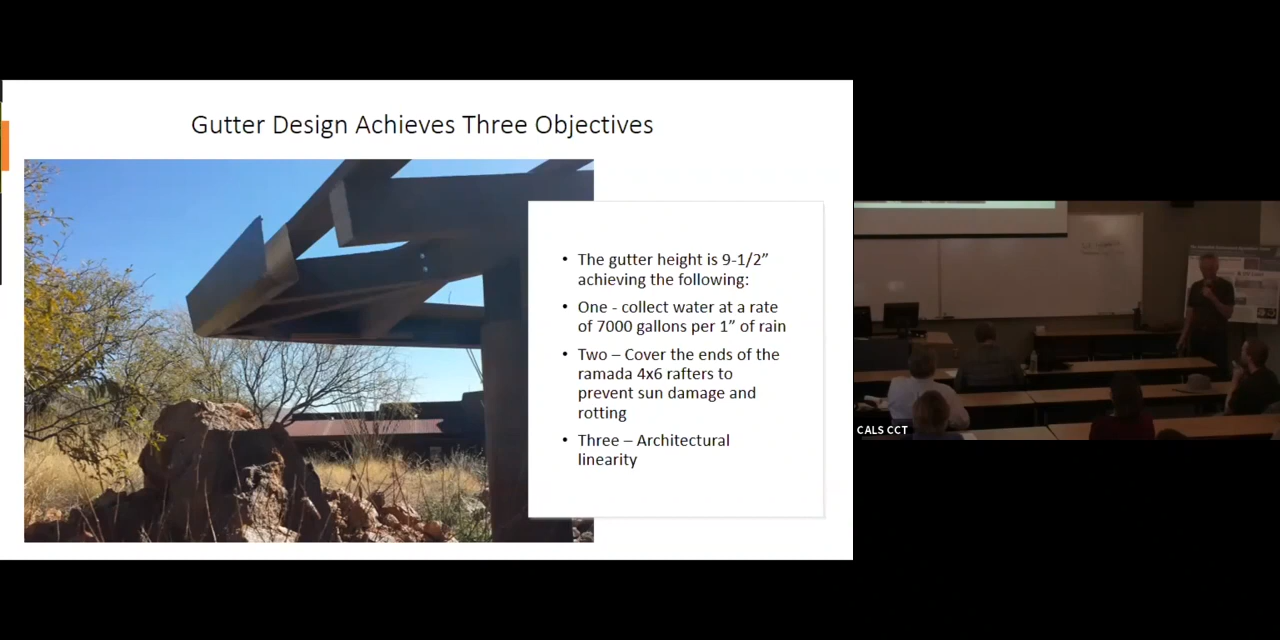 Gutter Design Achieves Three Objectives
• The gutter height is 9-1/2”
achieving the following:
• One - collect water at a rate
of 7000 gallons per 1” of rain
• Two – Cover the ends of the
ramada 4x6 rafters to
prevent sun damage and
rotting
• Three – Architectural
linearity
CALS CCT